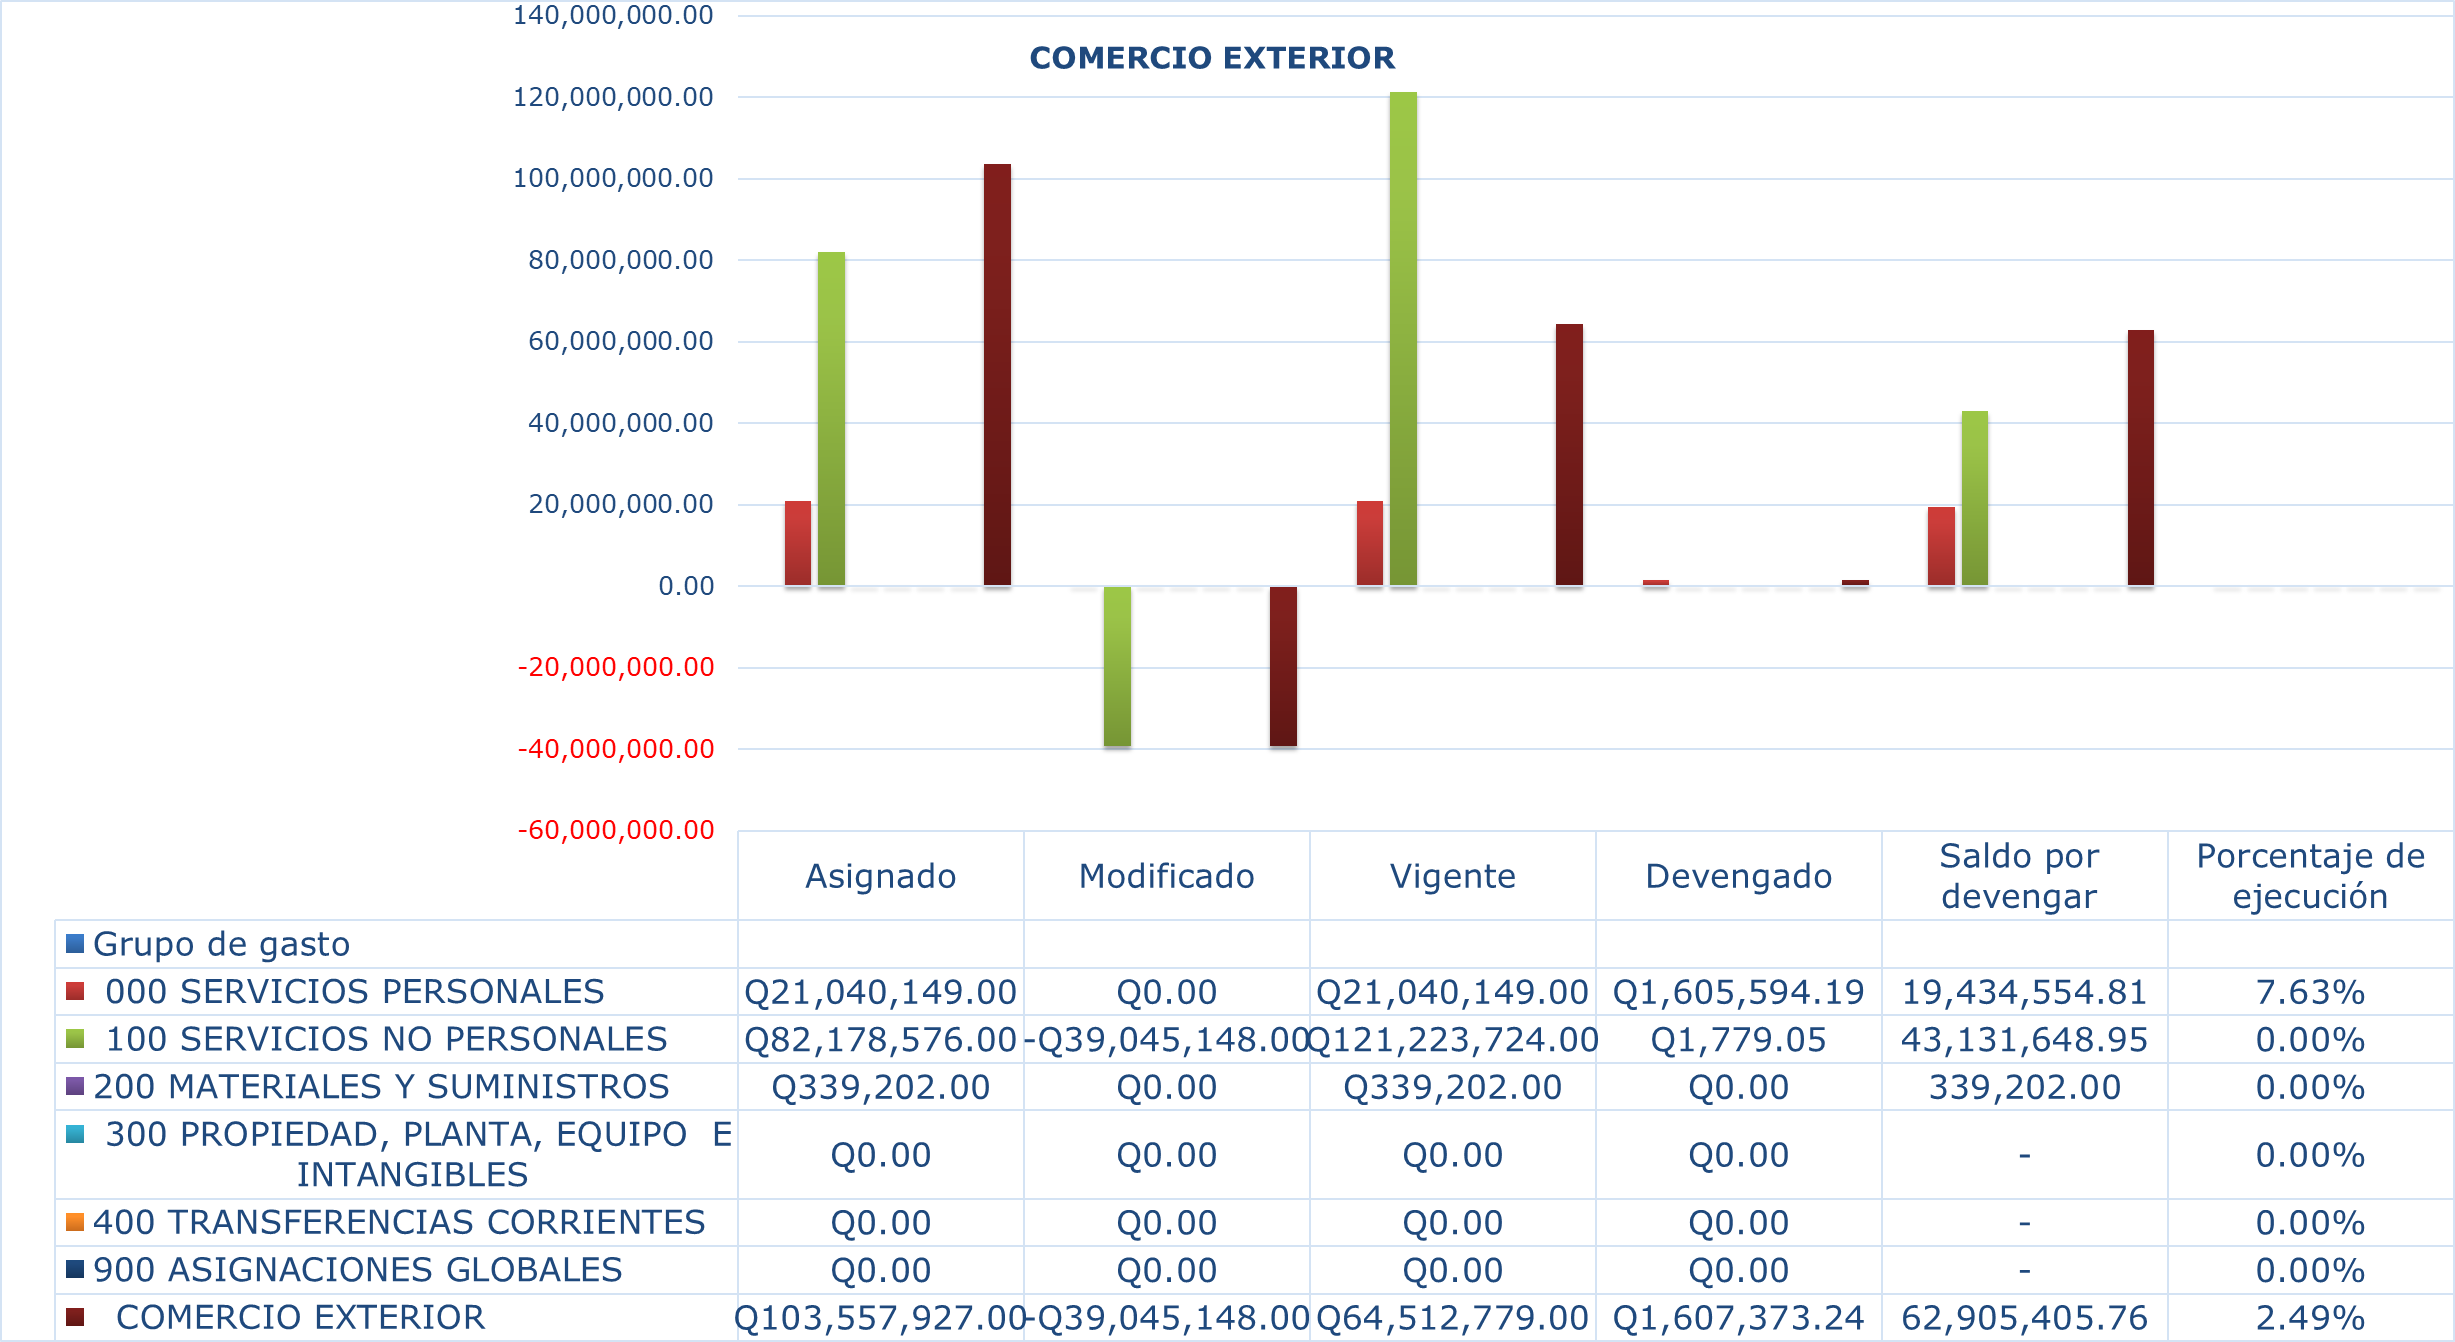 140,000,000.00
COMERCIO EXTERIOR
120,000,000.00
100,000,000.00
80,000,000.00
60,000,000.00
40,000,000.00
20,000,000.00
0.00
-20,000,000.00
-40,000,000.00
-60,000,000.00
Asignado Modificado Vigente Devengado Saldo por devengar Porcentaje de ejecución
Grupo de gasto
000 SERVICIOS PERSONALES Q21,040,149.00 Q0.00 Q21,040,149.00 Q1,605,594.19 19,434,554.81 7.63%
100 SERVICIOS NO PERSONALES Q82,178,576.00 -Q39,045,148.00 Q121,223,724.00 Q1,779.05 43,131,648.95 0.00%
200 MATERIALES Y SUMINISTROS Q339,202.00 Q0.00 Q339,202.00 Q0.00 339,202.00 0.00%
300 PROPIEDAD, PLANTA, EQUIPO E
INTANGIBLES Q0.00 Q0.00 Q0.00 Q0.00 - 0.00%
400 TRANSFERENCIAS CORRIENTES Q0.00 Q0.00 Q0.00 Q0.00 - 0.00%
900 ASIGNACIONES GLOBALES Q0.00 Q0.00 Q0.00 Q0.00 - 0.00%
COMERCIO EXTERIOR Q103,557,927.00 -Q39,045,148.00 Q64,512,779.00 Q1,607,373.24 62,905,405.76 2.49%